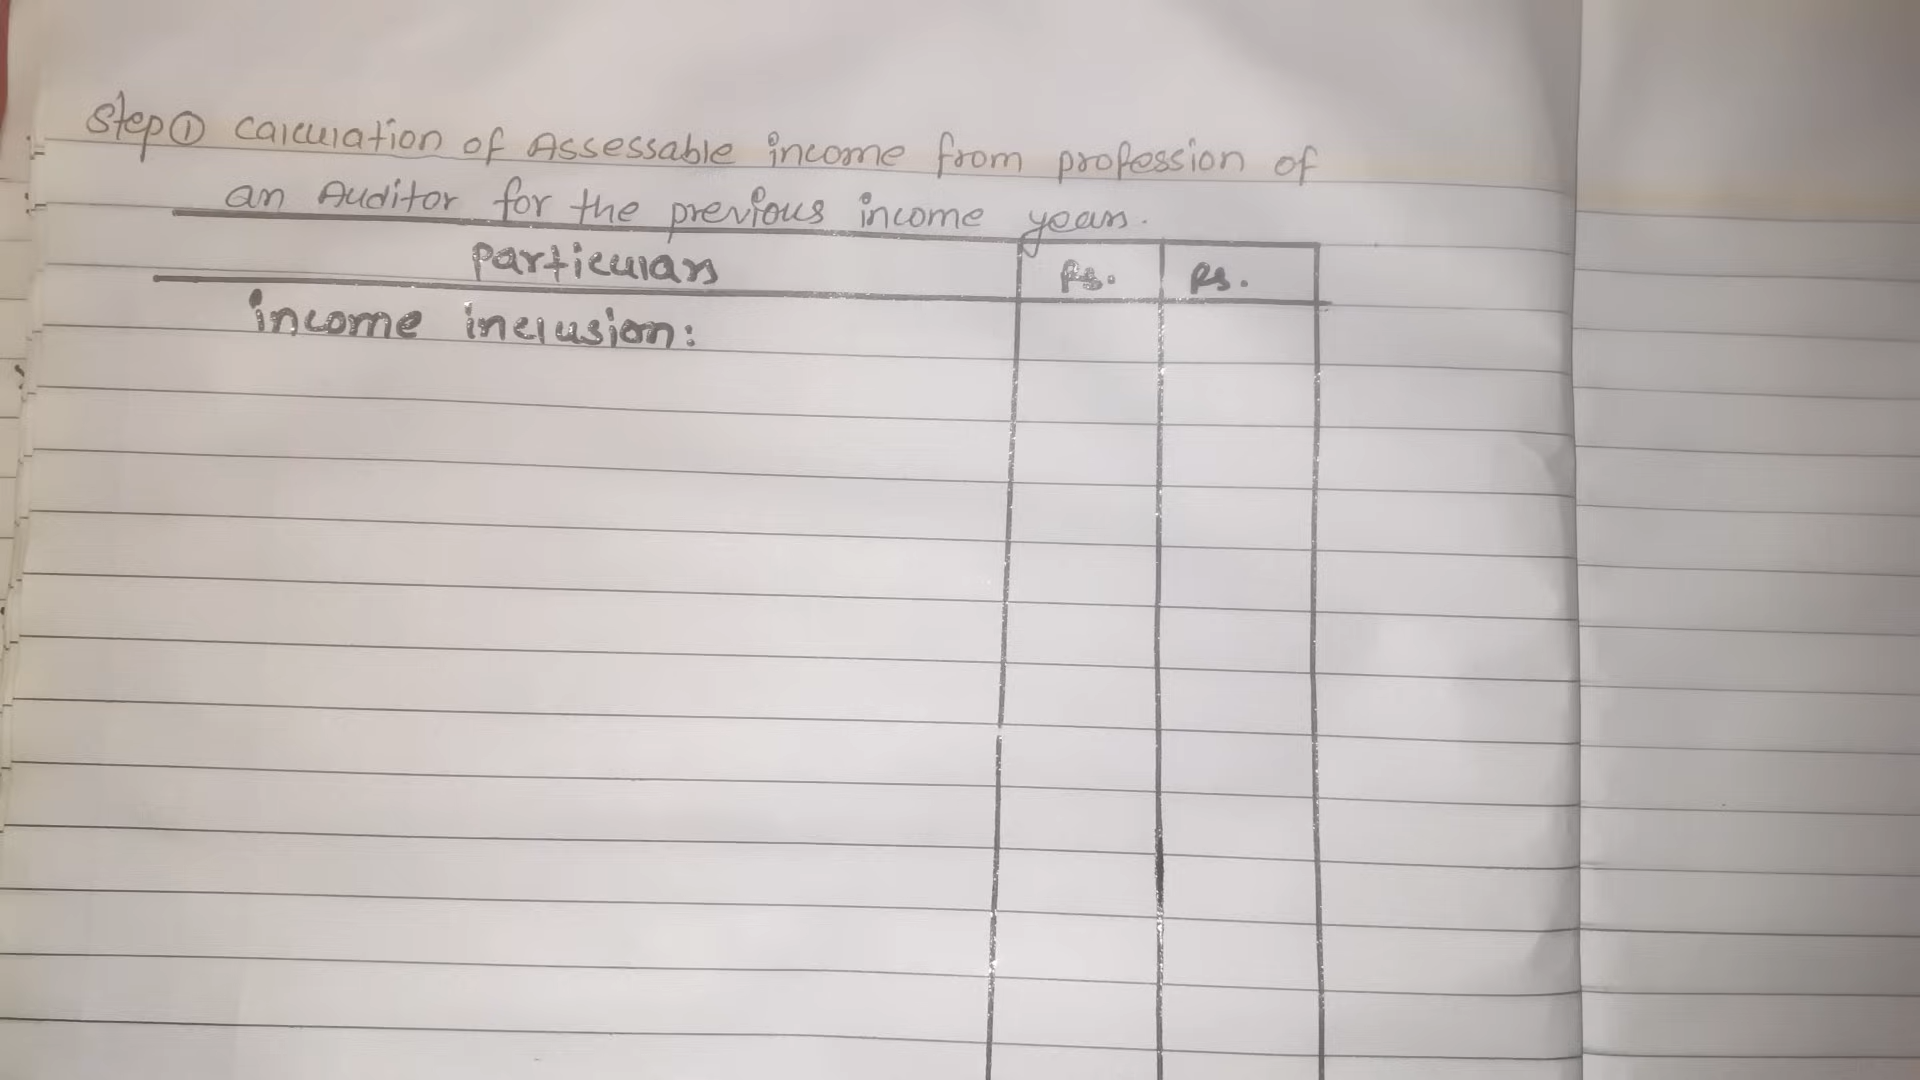 Step① calculation of Assessable income from profession of
an Auditor for the previous income years.
particulars Rs. Rs.
income inclusion: